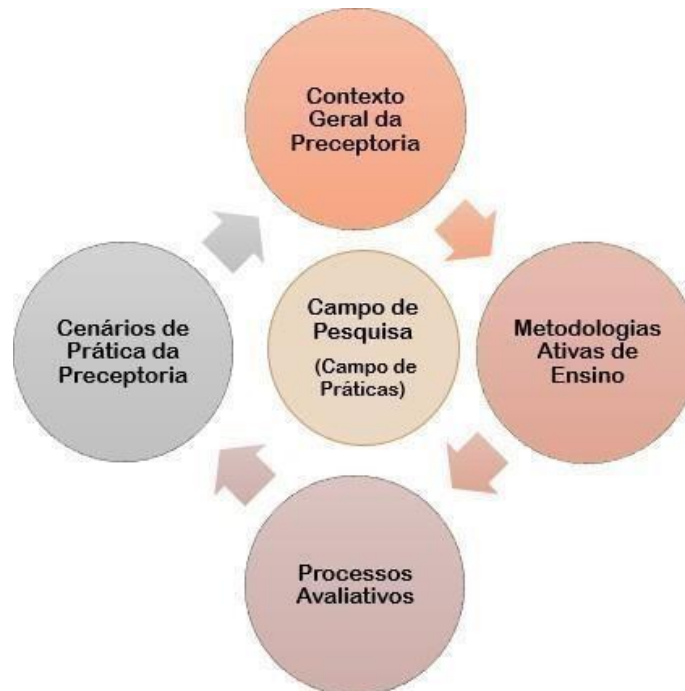 Contexto
Geral da
Preceptoria
Cenários de
Prática da
Preceptoria
Campo de
Pesquisa
(Campo de
Práticas)
Metodologias
Ativas de
Ensino
Processos
Avaliativos